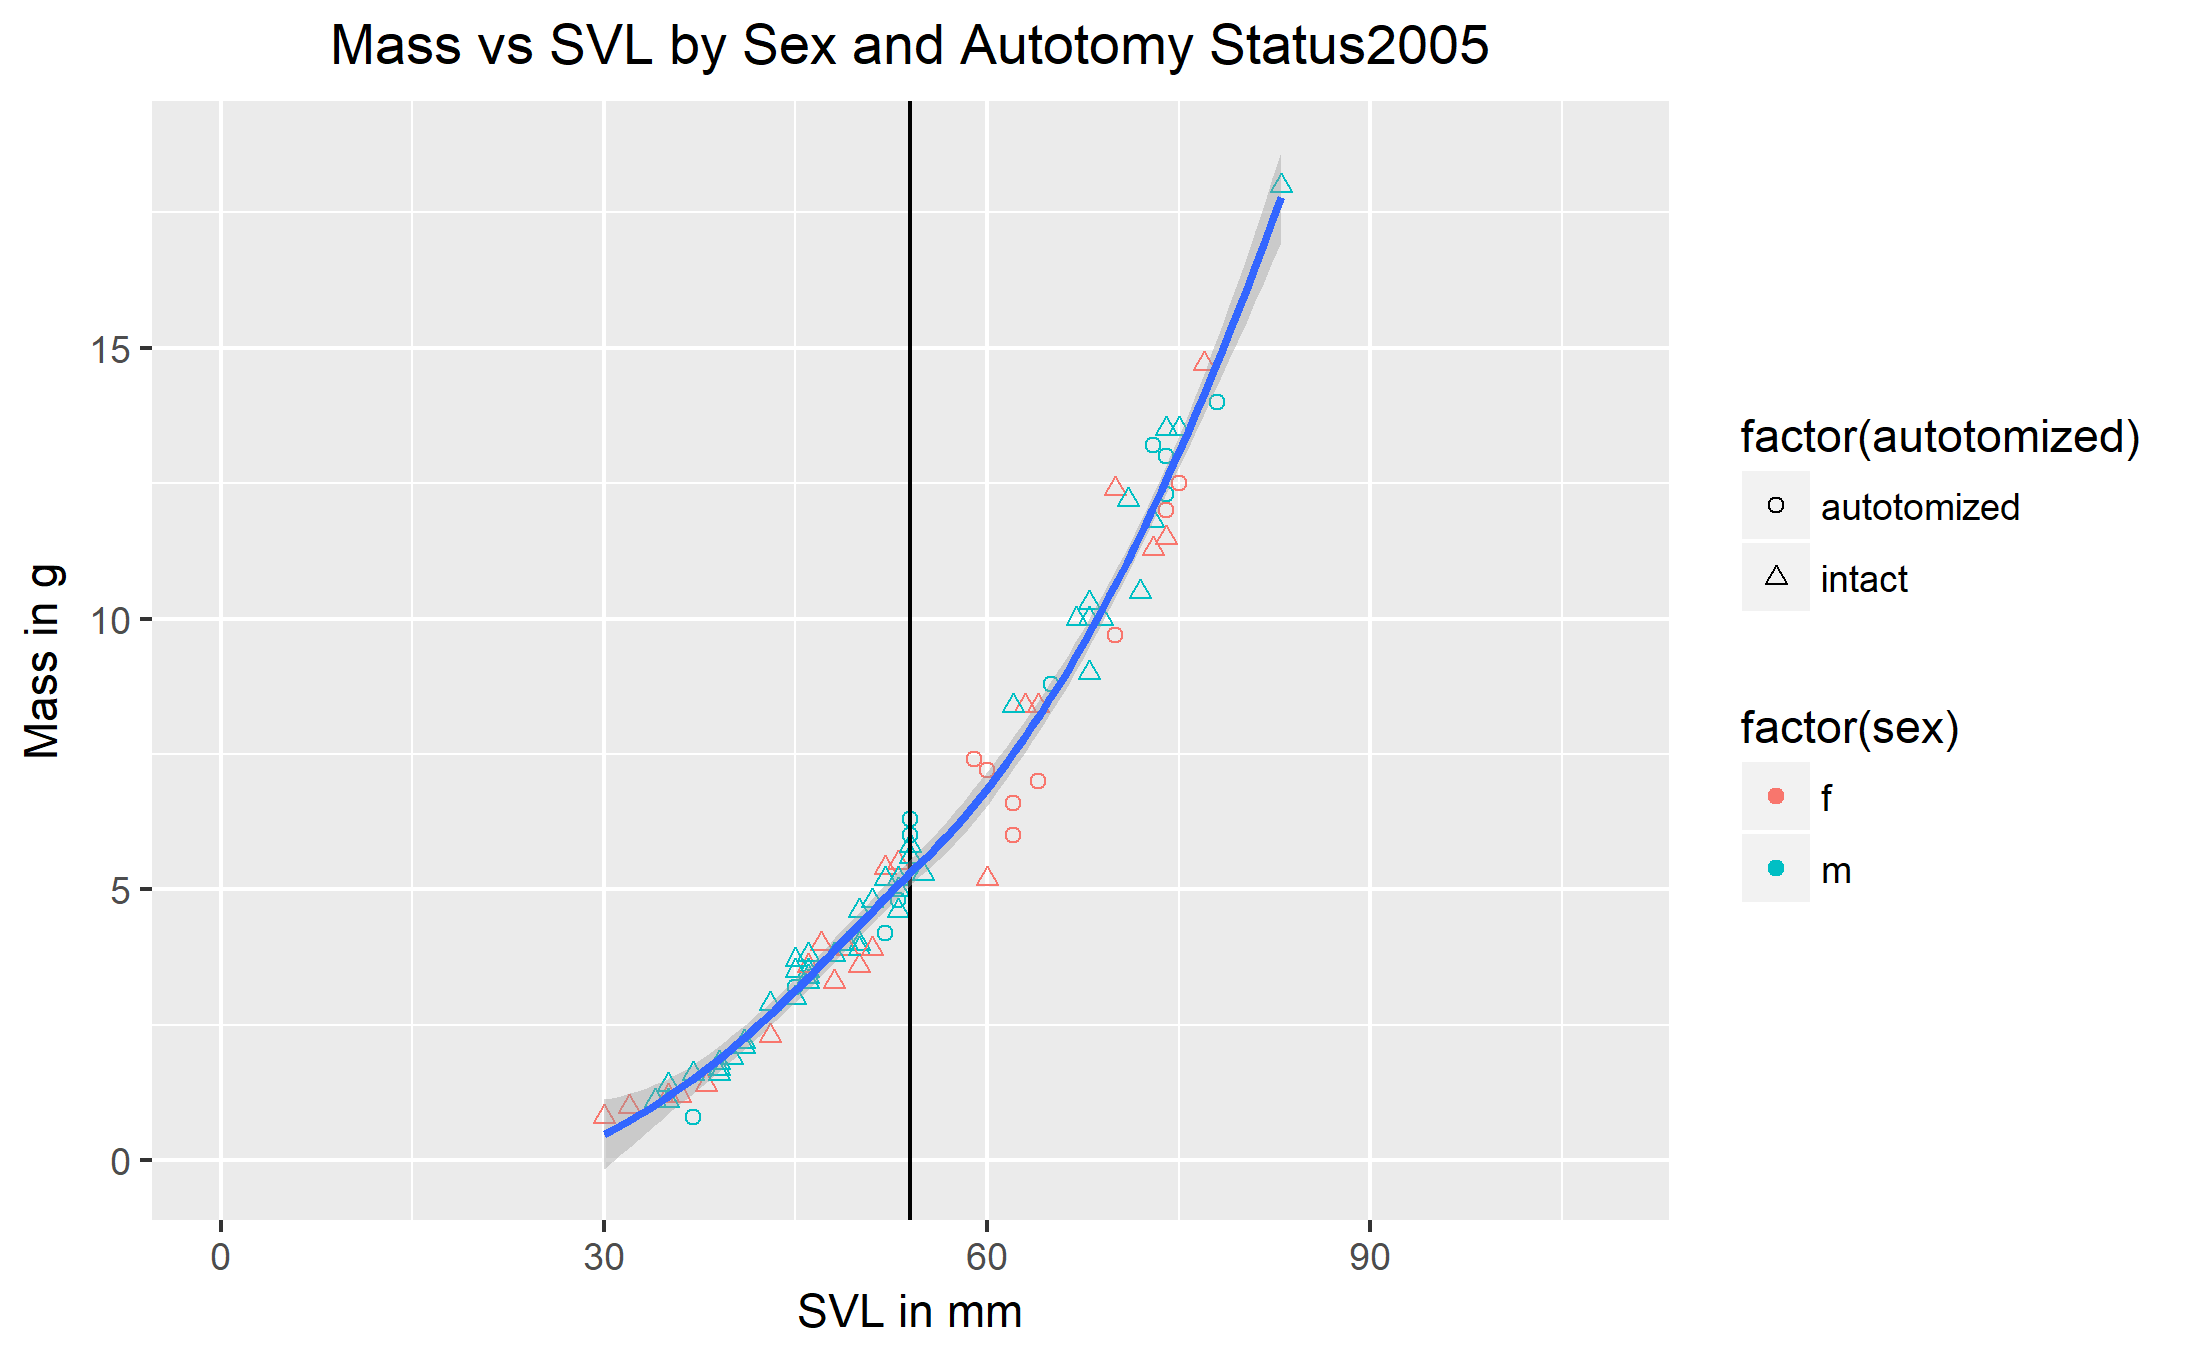 Mass vs SVL by Sex and Autotomy Status2005
Mass in g
15
10
5
0
0
30
60
90
SVL in mm
factor(autotomized)
autotomized
intact
factor(sex)
f
m